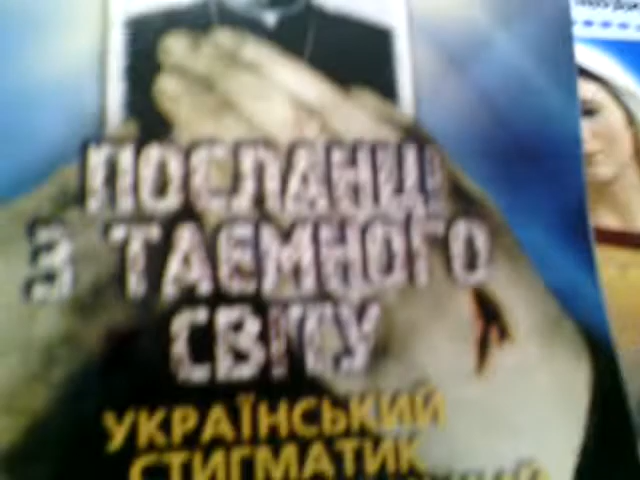 ПОСЛАНЦІ
З ТАЄМНОГО
СВІТУ
УКРАЇНСЬКИЙ
СТИГМАТИК